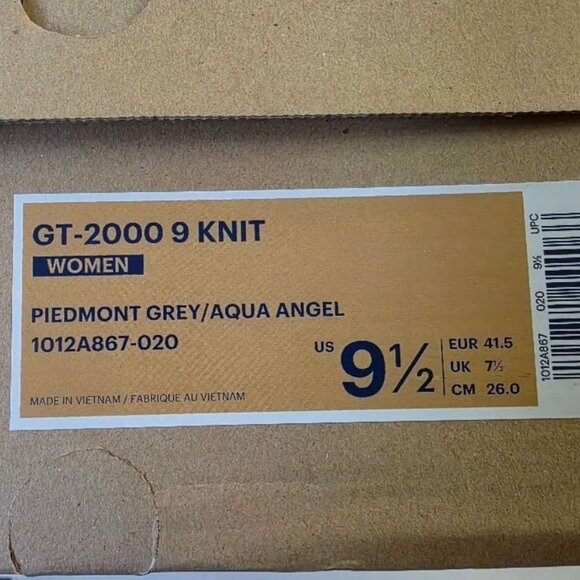 GT-2000 9 KNIT
WOMEN
PIEDMONT GREY/AQUA ANGEL
1012A867-020
US 9½
EUR 41.5
UK 7½
CM 26.0
MADE IN VIETNAM / FABRIQUE AU VIETNAM
1012A867 020 9½ UPC